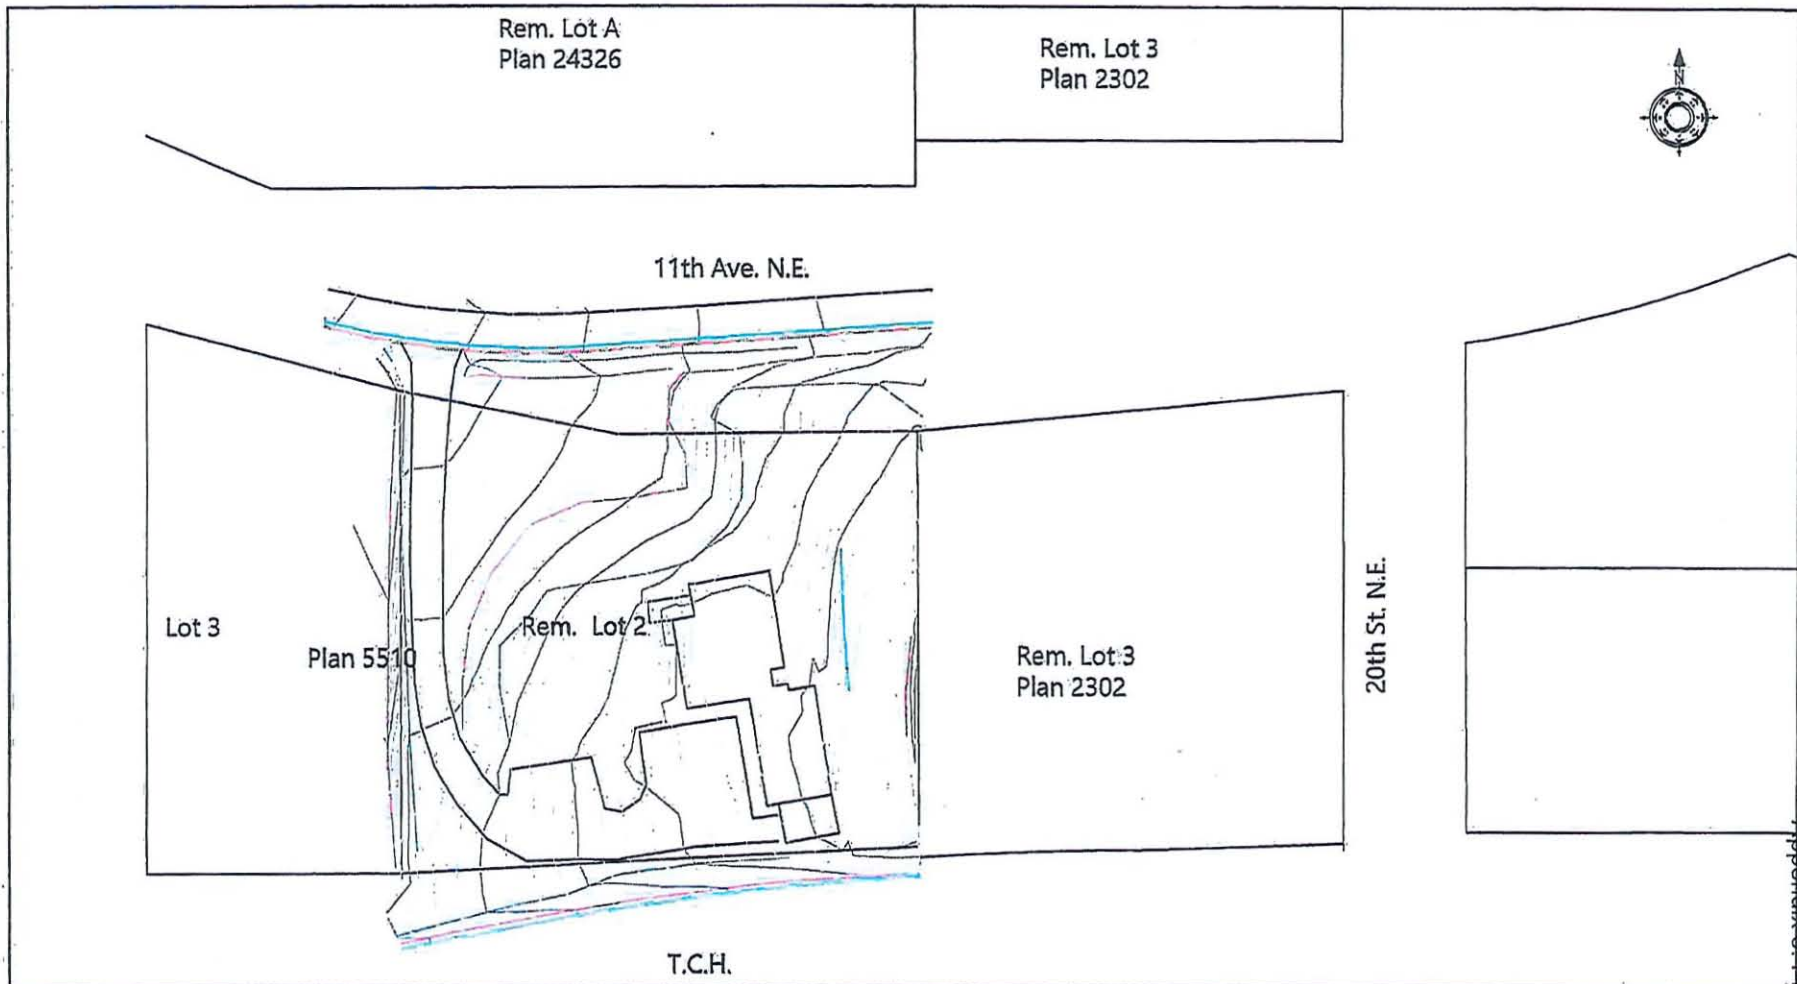 Rem. Lot A
Plan 24326
Rem. Lot 3
Plan 2302
N
11th Ave. N.E.
Lot 3
Plan 5510
Rem. Lot 2
Rem. Lot 3
Plan 2302
20th St. N.E.
T.C.H.